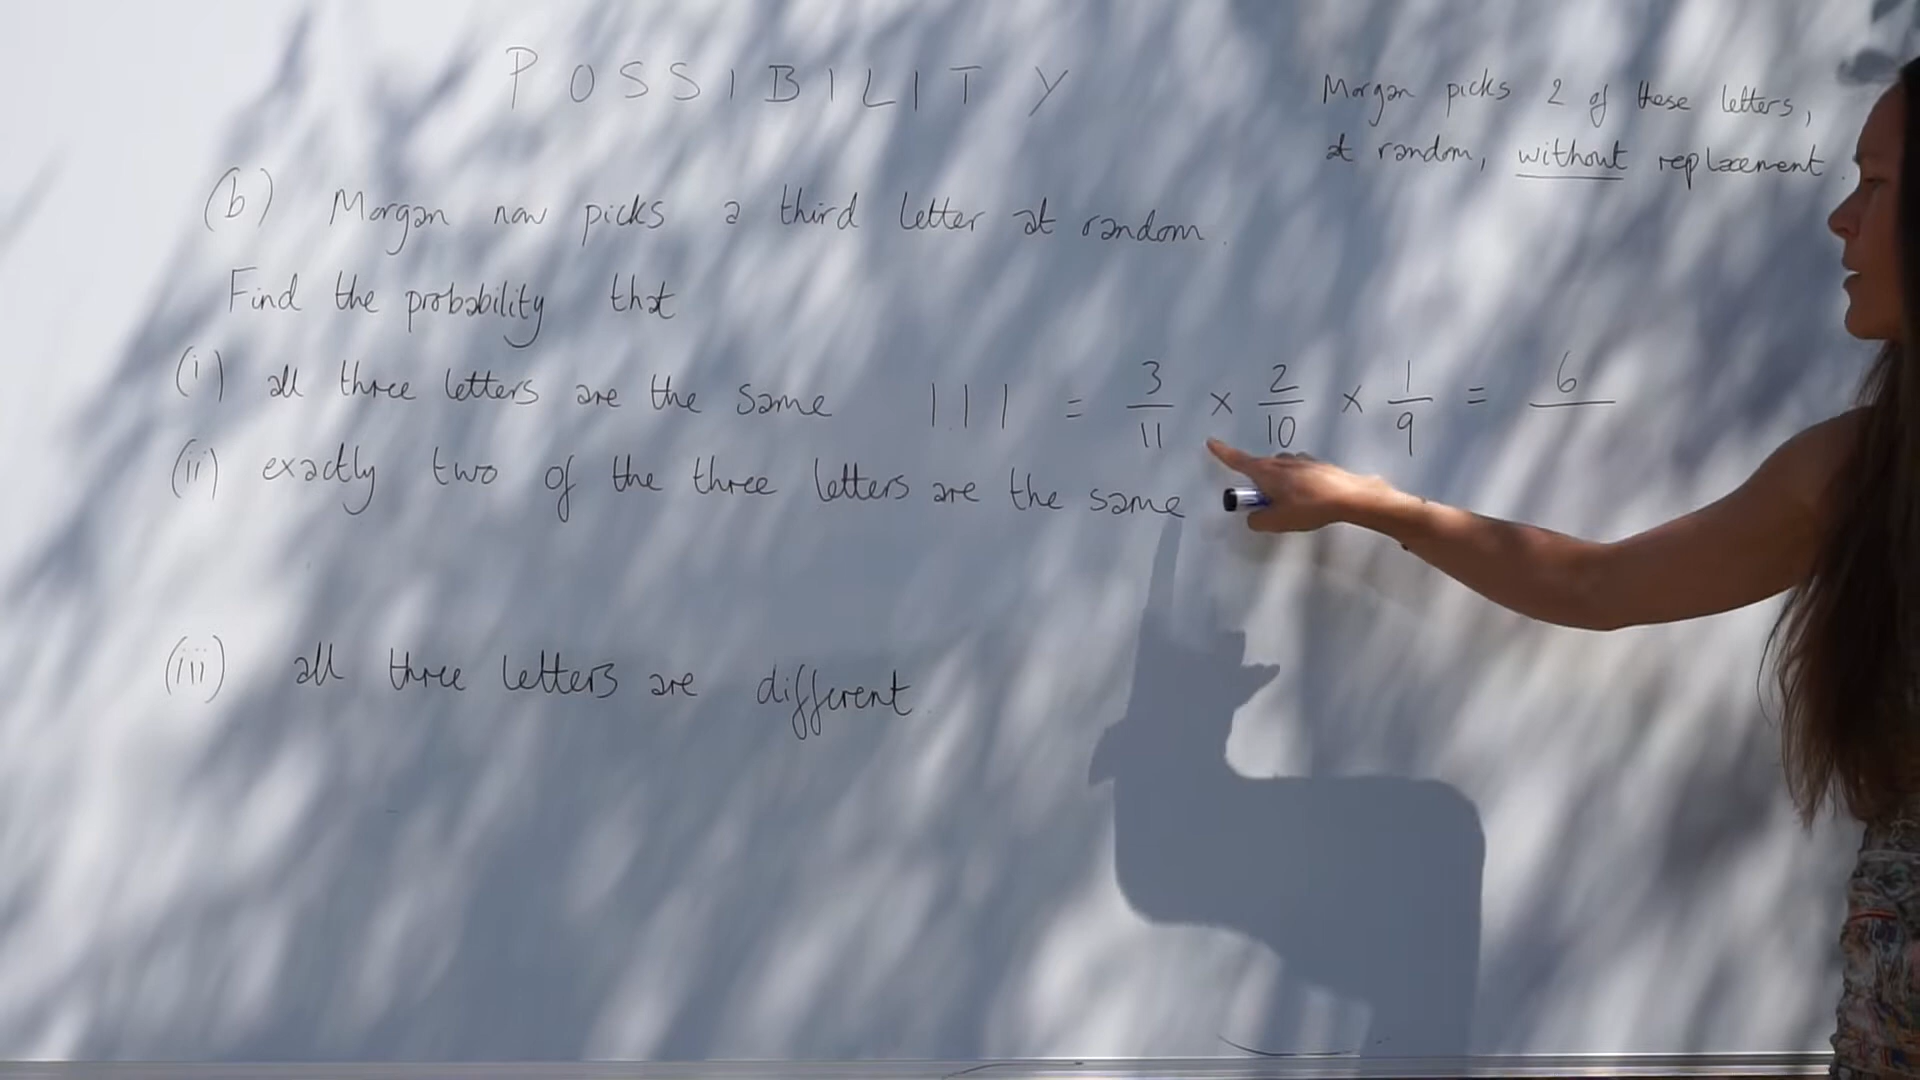 POSSIBILITY
Morgan picks 2 of these letters,
at random, without replacement.
(b) Morgan now picks a third letter at random.
Find the probability that
(i) all three letters are the same I I I = 3/11 × 2/10 × 1/9 = 6/
(ii) exactly two of the three letters are the same
(iii) all three letters are different.